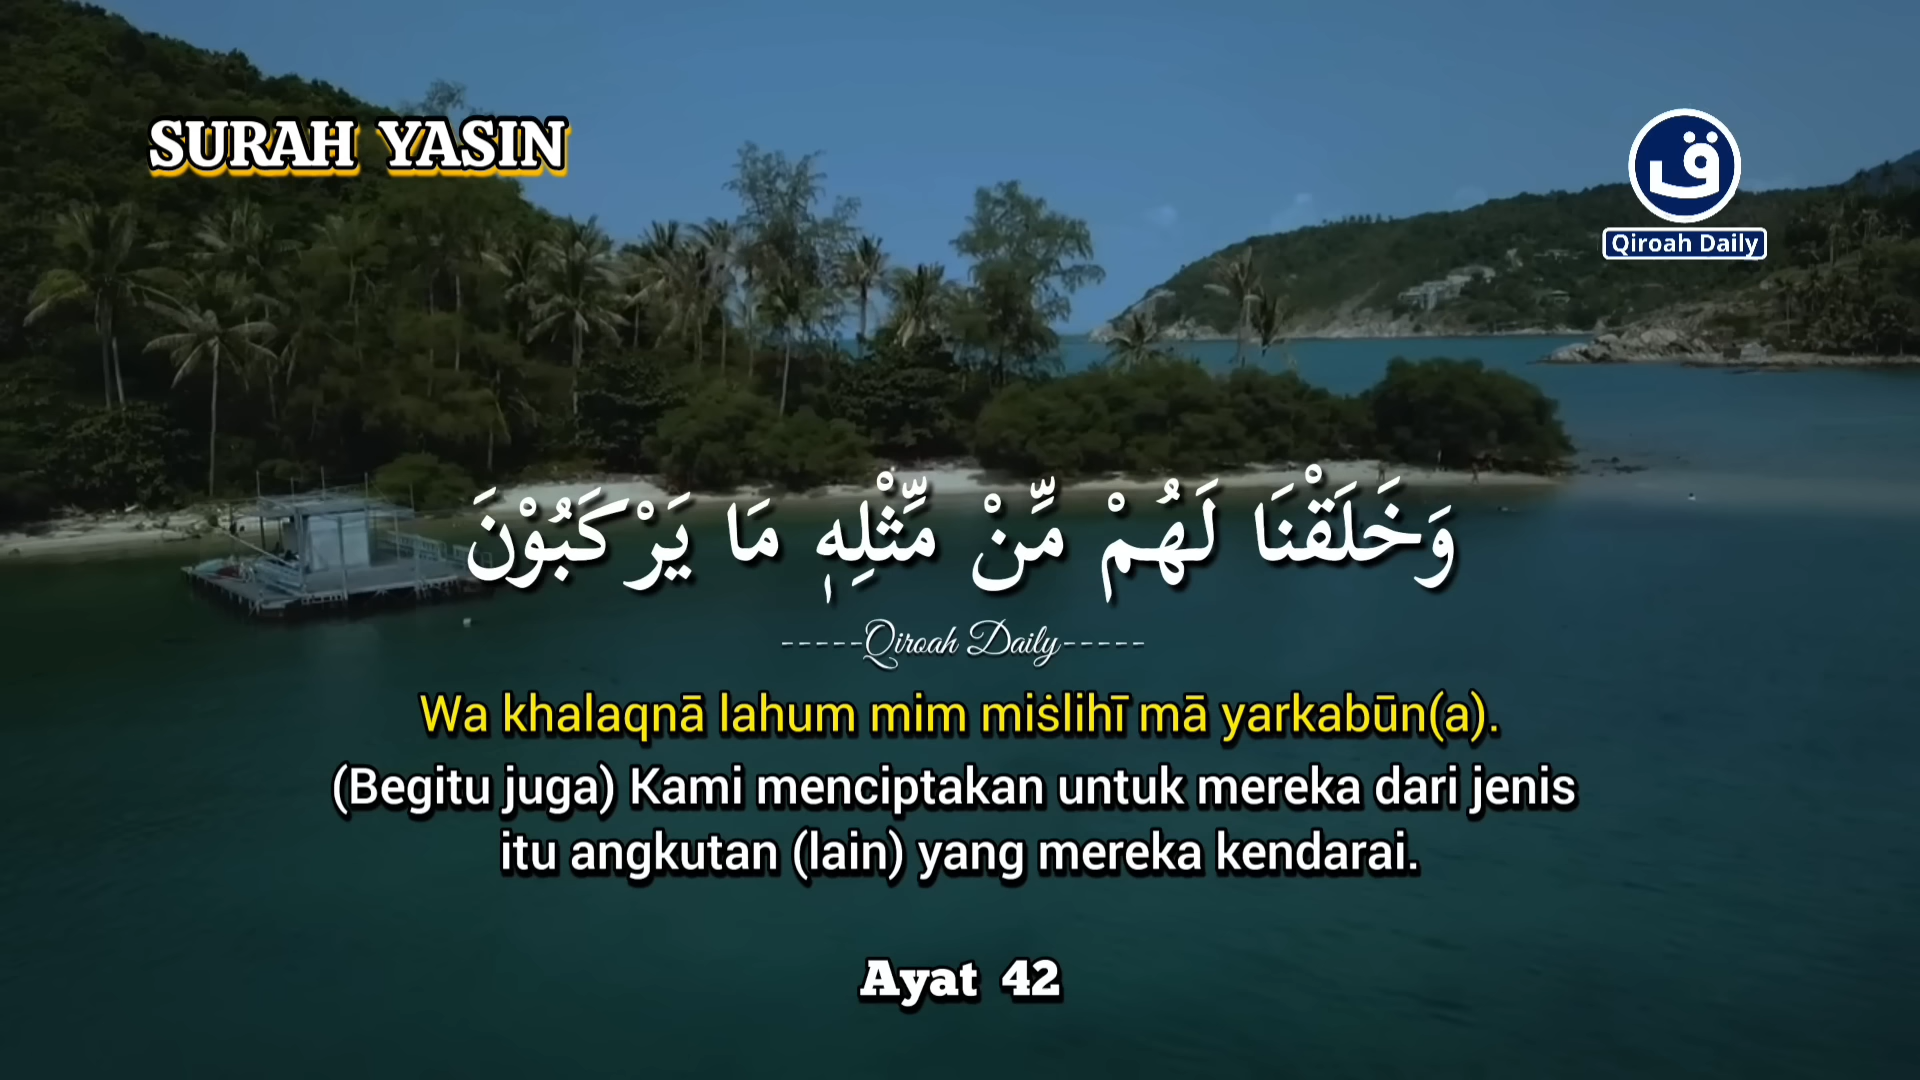 SURAH YASIN
ق
Qiroah Daily
وَخَلَقْنَا لَهُمْ مِّنْ مِّثْلِهٖ مَا يَرْكَبُوْنَ
-----Qiroah Daily-----
Wa khalaqnā lahum mim miṡlihī mā yarkabūn(a).
(Begitu juga) Kami menciptakan untuk mereka dari jenis
itu angkutan (lain) yang mereka kendarai.
Ayat 42